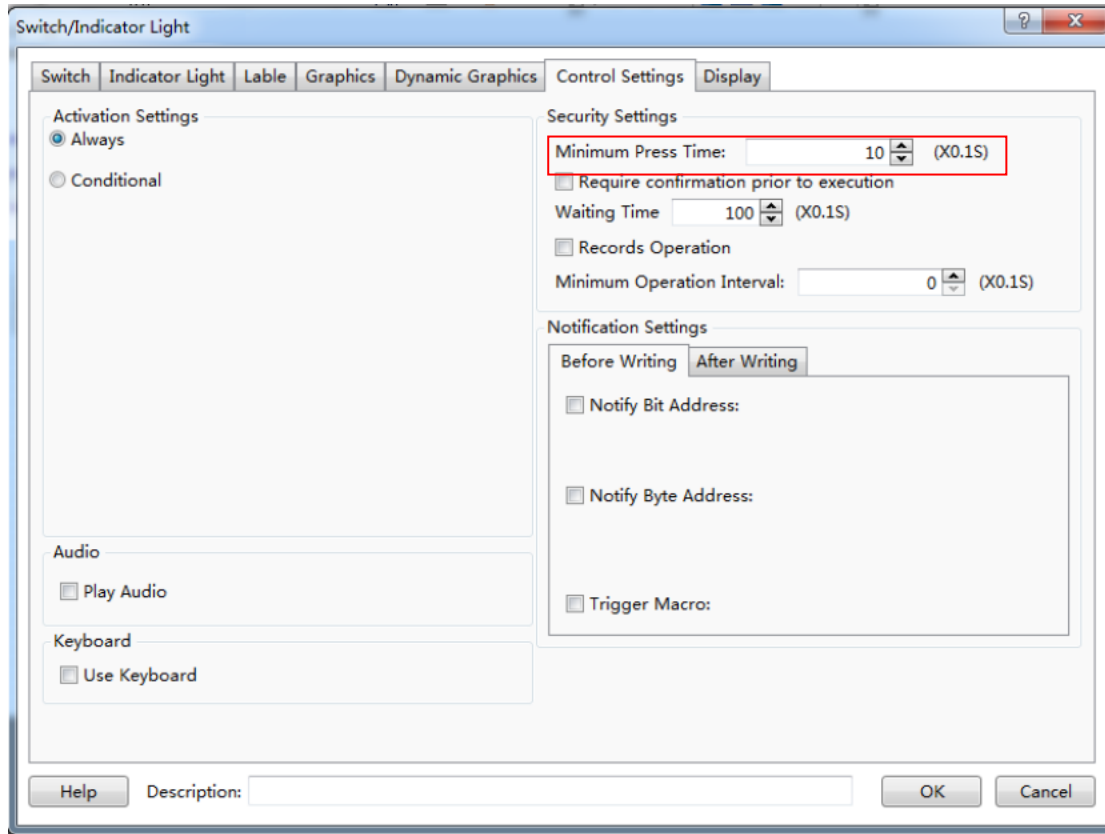 Switch/Indicator Light
Switch Indicator Light Lable Graphics Dynamic Graphics Control Settings Display
Activation Settings
Always
Conditional
Audio
Play Audio
Keyboard
Use Keyboard
Security Settings
Minimum Press Time: 10 (X0.1S)
Require confirmation prior to execution
Waiting Time 100 (X0.1S)
Records Operation
Minimum Operation Interval: 0 (X0.1S)
Notification Settings
Before Writing After Writing
Notify Bit Address:
Notify Byte Address:
Trigger Macro:
Help Description: OK Cancel